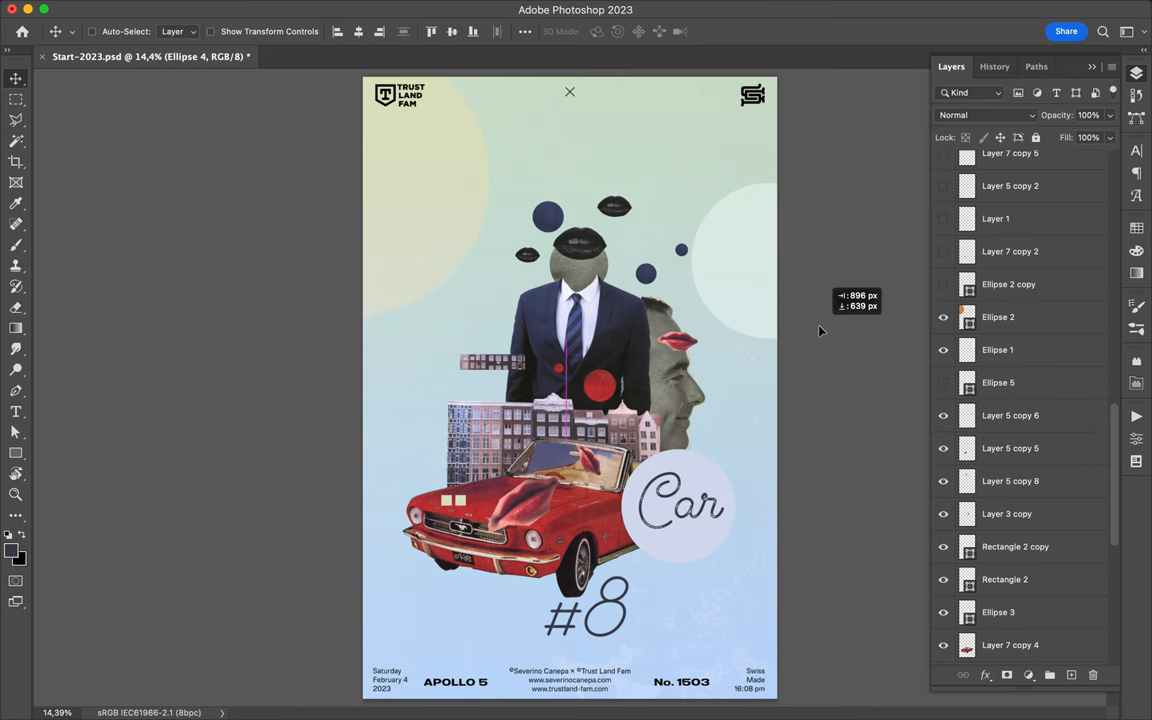 Adobe Photoshop 2023
Auto-Select:
Layer
Show Transform Controls
3D Mode:
Share
Start-2023.psd @ 14,4% (Ellipse 4, RGB/8) *
TRUST
LAND
FAM
896 px
639 px
Car
#8
Saturday
February 4
2023
APOLLO 5
©Severino Canepa × ©Trust Land Fam
www.severinocanepa.com
www.trustland-fam.com
No. 1503
Swiss
Made
16:08 pm
Layers
History
Paths
Kind
Normal
Opacity:
100%
Lock:
Fill:
100%
Layer 7 copy 5
Layer 5 copy 2
Layer 1
Layer 7 copy 2
Ellipse 2 copy
Ellipse 2
Ellipse 1
Ellipse 5
Layer 5 copy 6
Layer 5 copy 5
Layer 5 copy 8
Layer 3 copy
Rectangle 2 copy
Rectangle 2
Ellipse 3
Layer 7 copy 4
14,39%
sRGB IEC61966-2.1 (8bpc)